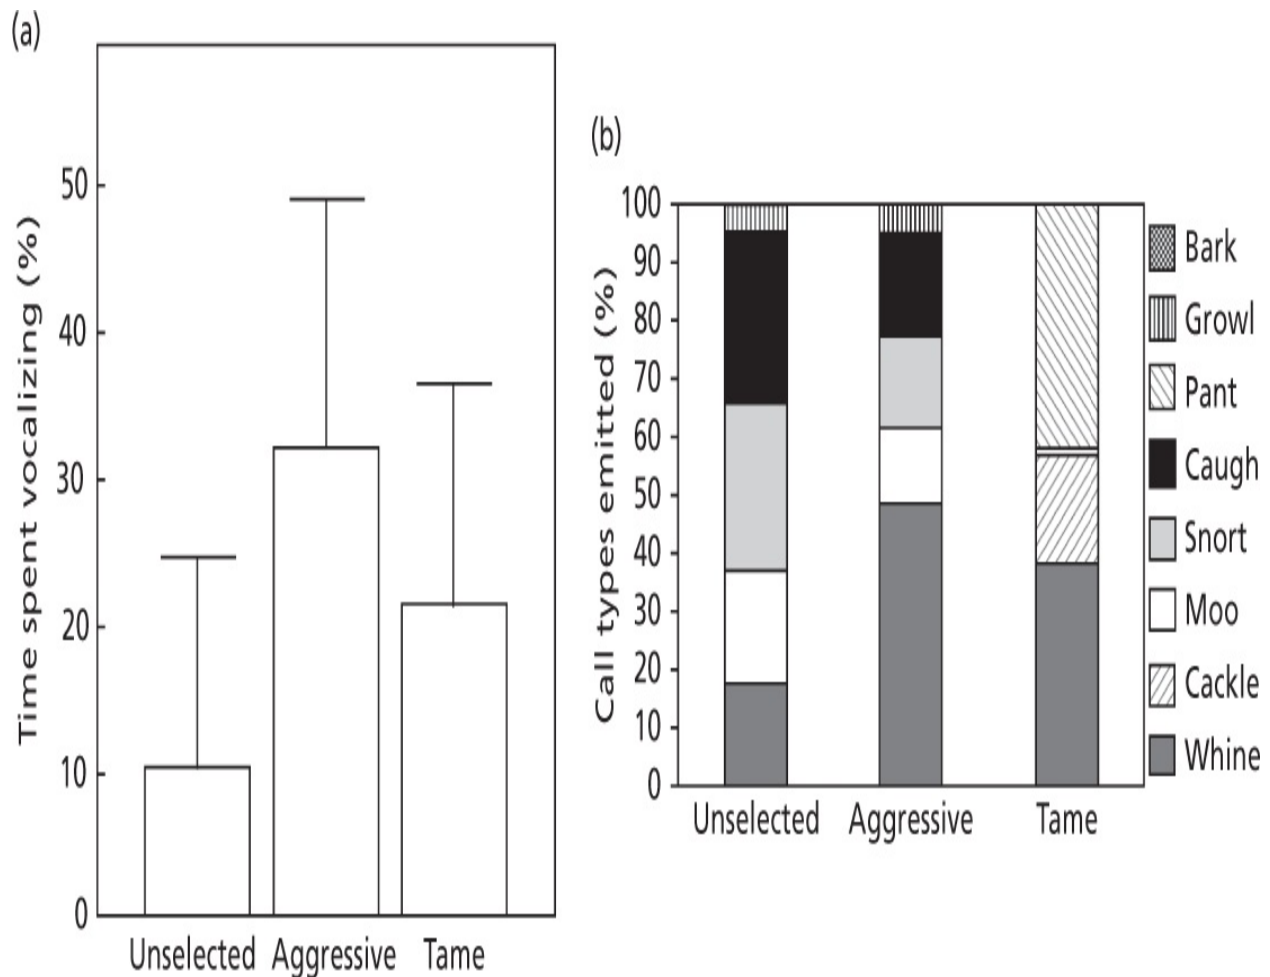 (a)
Time spent vocalizing (%)
50
40
30
20
10
0
Unselected Aggressive Tame
(b)
Call types emitted (%)
100
90
80
70
60
50
40
30
20
10
0
Unselected Aggressive Tame
Bark
Growl
Pant
Caugh
Snort
Moo
Cackle
Whine